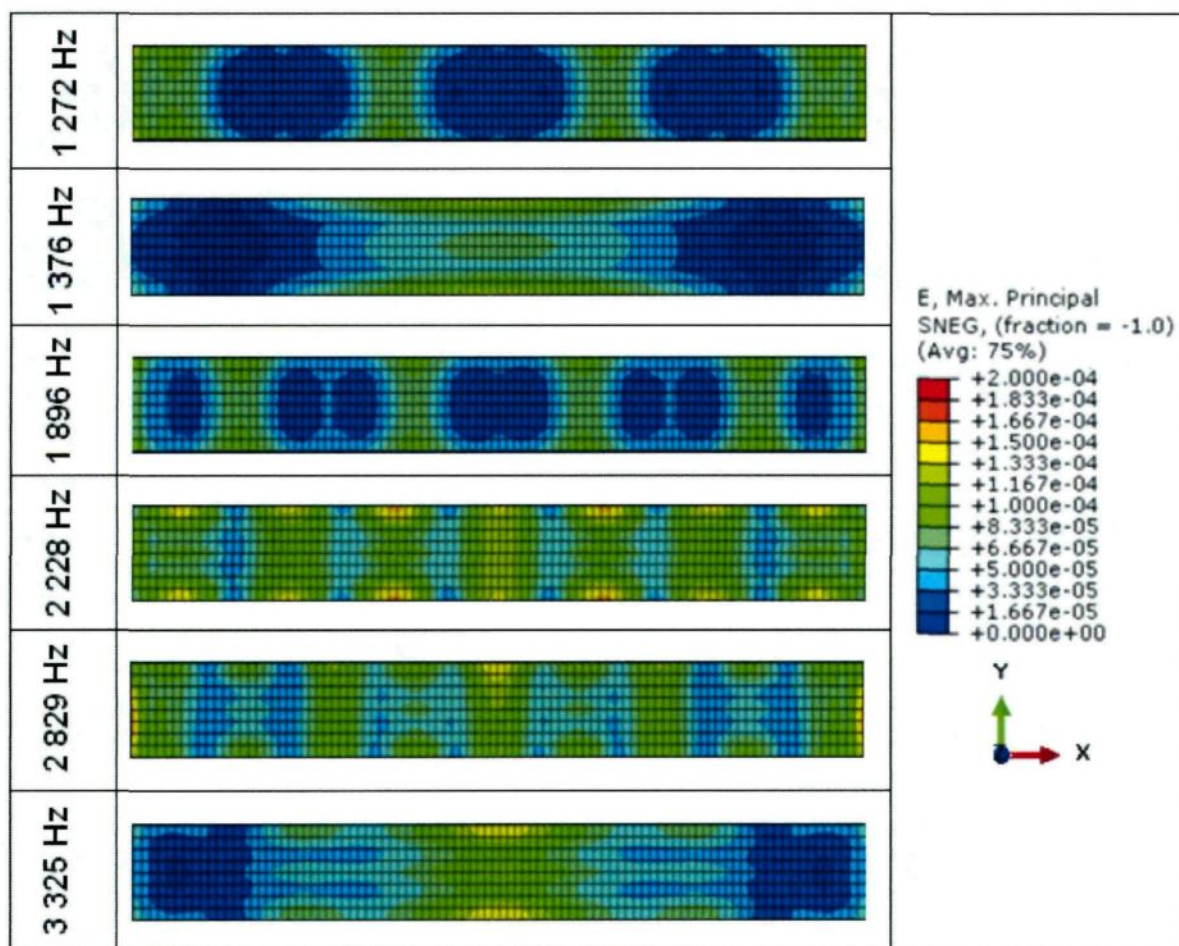 1 272 Hz
1 376 Hz
1 896 Hz
2 228 Hz
2 829 Hz
3 325 Hz
E, Max. Principal
SNEG, (fraction = -1.0)
(Avg: 75%)
+2.000e-04
+1.833e-04
+1.667e-04
+1.500e-04
+1.333e-04
+1.167e-04
+1.000e-04
+8.333e-05
+6.667e-05
+5.000e-05
+3.333e-05
+1.667e-05
+0.000e+00
Y
X